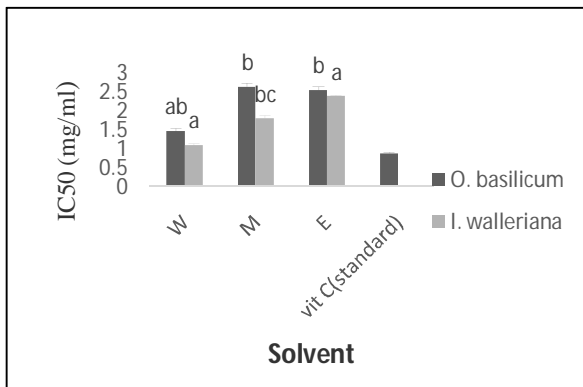 IC50 (mg/ml)
3
2.5
2
1.5
1
0.5
0
ab
a
b
bc
b
a
W
M
E
vit C(standard)
O. basilicum
I. walleriana
Solvent